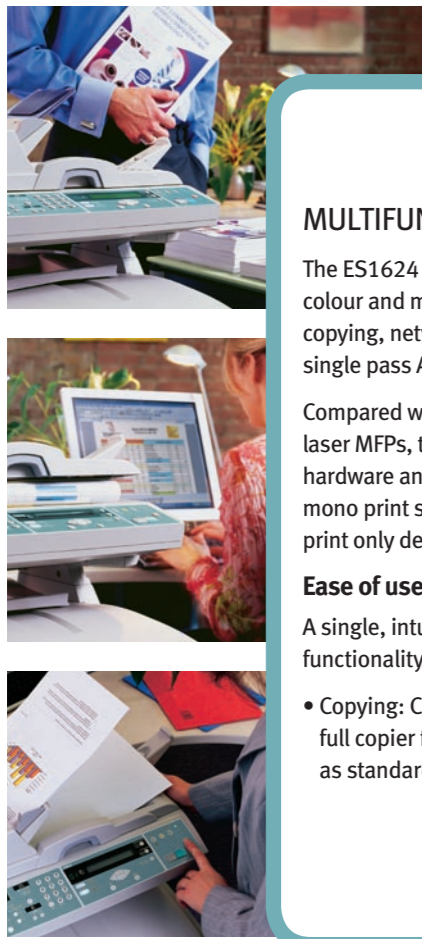 MULTIFUN
The ES1624
colour and m
copying, netw
single pass A
Compared w
laser MFPs, t
hardware an
mono print s
print only de
Ease of use
A single, intu
functionality
• Copying: C
full copier f
as standar